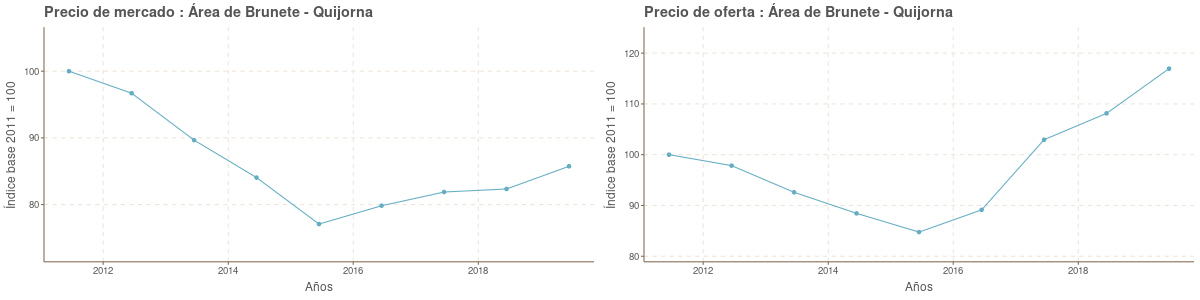 Precio de mercado : Área de Brunete - Quijorna
Índice base 2011 = 100
100
90
80
2012
2014
2016
2018
Años
Precio de oferta : Área de Brunete - Quijorna
Índice base 2011 = 100
120
110
100
90
80
2012
2014
2016
2018
Años